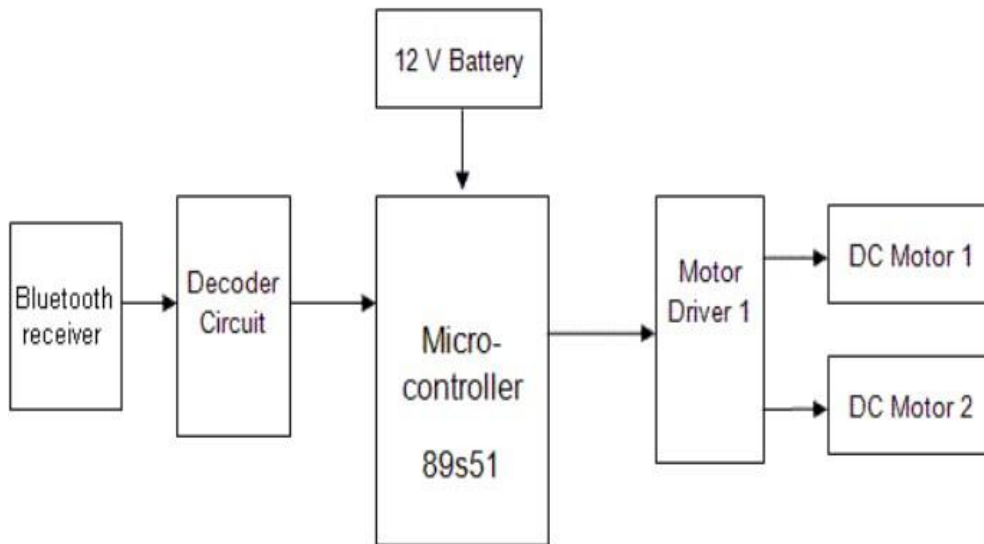 12 V Battery
Bluetooth
receiver
Decoder
Circuit
Micro-
controller
89s51
Motor
Driver 1
DC Motor 1
DC Motor 2